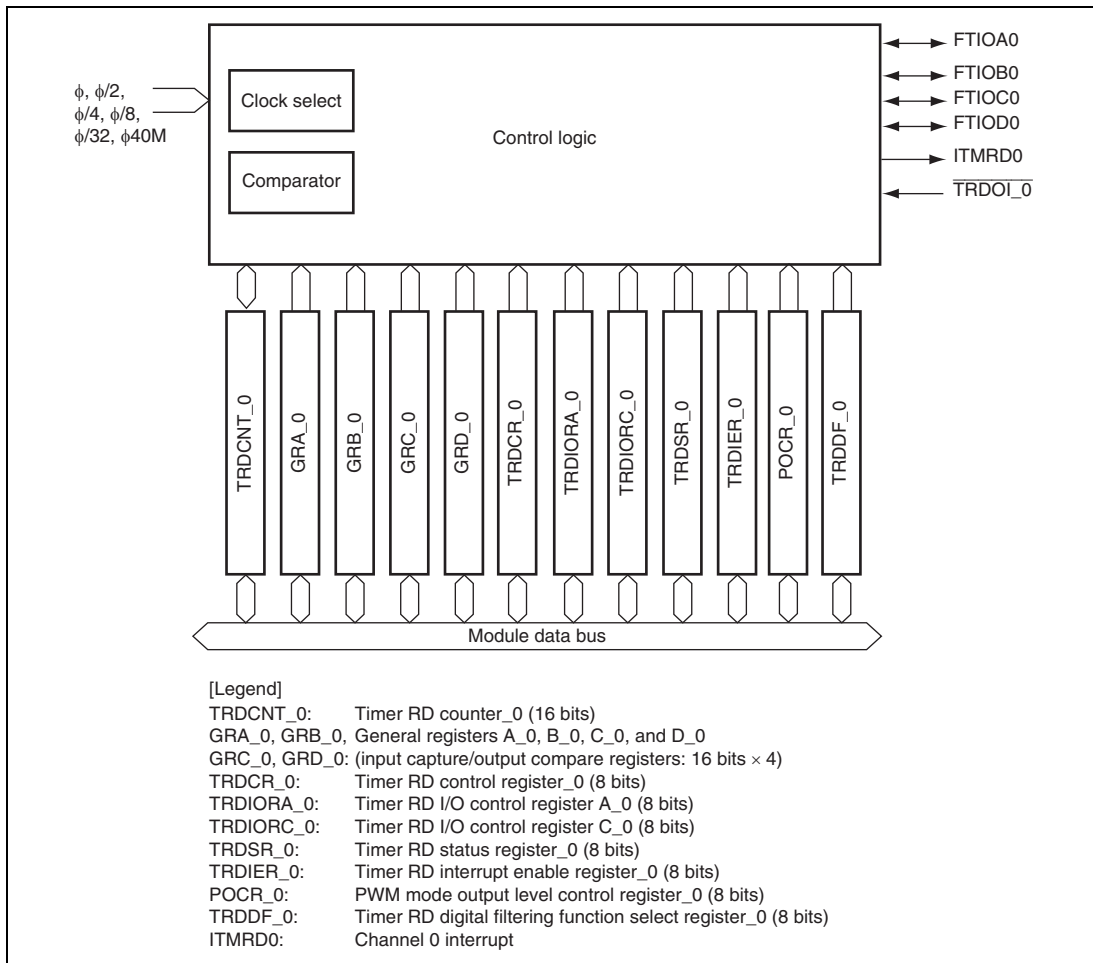 FTIOA0
FTIOB0
FTIOC0
FTIOD0
ITMRD0
TRDOI_0
φ, φ/2,
φ/4, φ/8,
φ/32, φ40M
Clock select
Comparator
Control logic
TRDCNT_0
GRA_0
GRB_0
GRC_0
GRD_0
TRDCR_0
TRDIORA_0
TRDIORC_0
TRDSR_0
TRDIER_0
POCR_0
TRDDF_0
Module data bus
[Legend]
TRDCNT_0: Timer RD counter_0 (16 bits)
GRA_0, GRB_0, General registers A_0, B_0, C_0, and D_0
GRC_0, GRD_0: (input capture/output compare registers: 16 bits × 4)
TRDCR_0: Timer RD control register_0 (8 bits)
TRDIORA_0: Timer RD I/O control register A_0 (8 bits)
TRDIORC_0: Timer RD I/O control register C_0 (8 bits)
TRDSR_0: Timer RD status register_0 (8 bits)
TRDIER_0: Timer RD interrupt enable register_0 (8 bits)
POCR_0: PWM mode output level control register_0 (8 bits)
TRDDF_0: Timer RD digital filtering function select register_0 (8 bits)
ITMRD0: Channel 0 interrupt